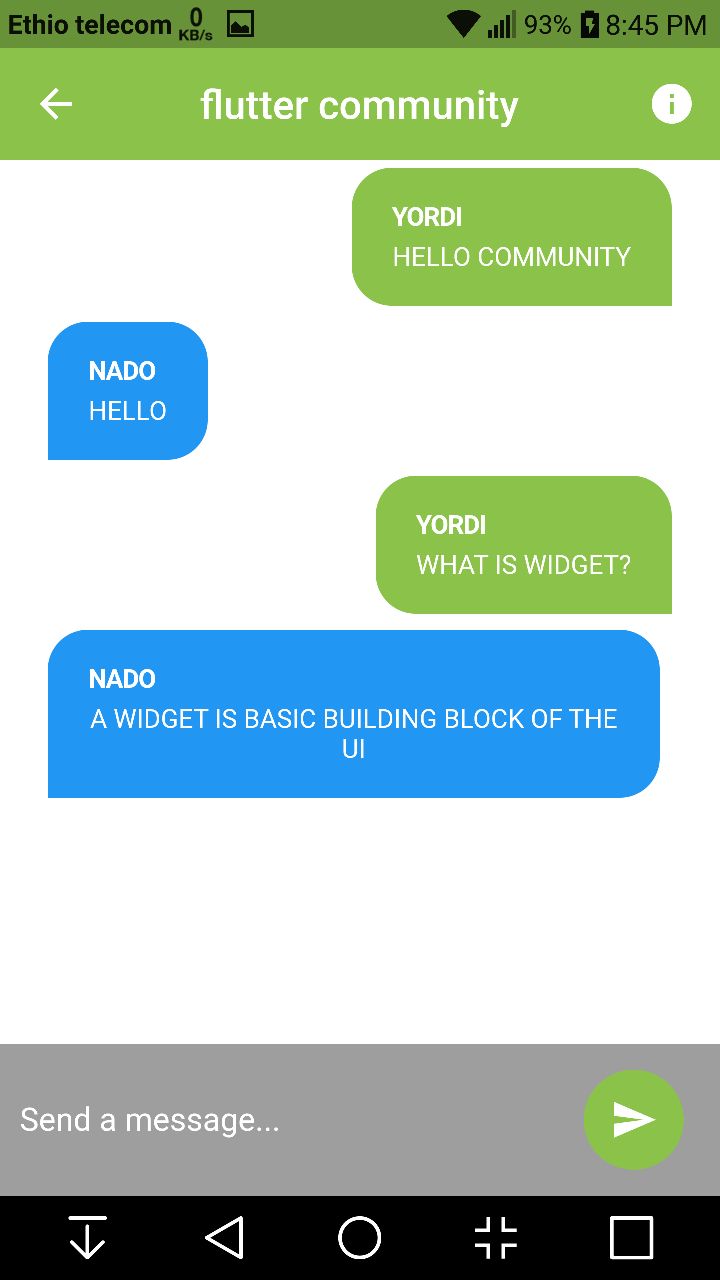 Ethio telecom 0 KB/s 93% 8:45 PM
flutter community
YORDI
HELLO COMMUNITY
NADO
HELLO
YORDI
WHAT IS WIDGET?
NADO
A WIDGET IS BASIC BUILDING BLOCK OF THE
UI
Send a message...